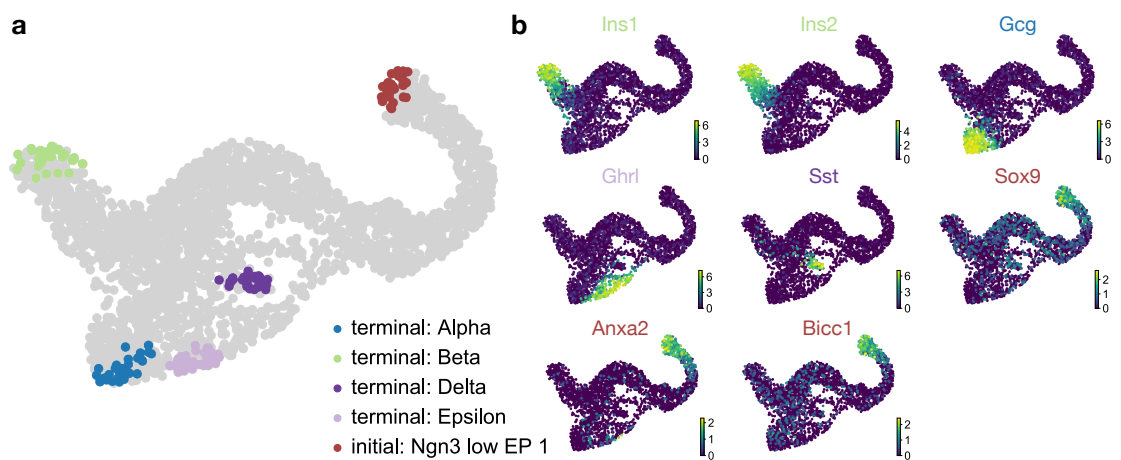 a
terminal: Alpha
terminal: Beta
terminal: Delta
terminal: Epsilon
initial: Ngn3 low EP 1
b
Ins1
6
3
0
Ins2
4
2
0
Gcg
6
3
0
Ghrl
6
3
0
Sst
6
3
0
Sox9
2
1
0
Anxa2
2
1
0
Bicc1
2
1
0